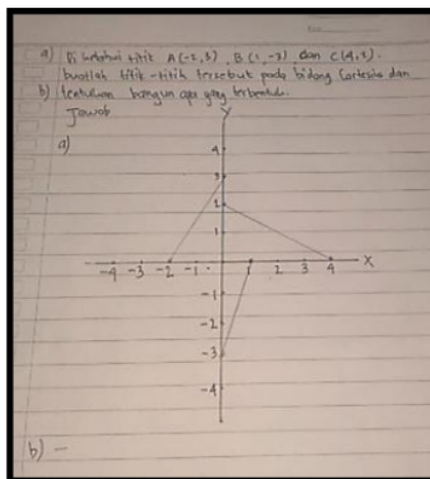 a) Diketahui titik A(-2,3), B(1,-3) dan C(4,2).
buatlah titik-titik tersebut pada bidang Cartesius dan
b) tentukan bangun apa yang terbentuk.
Jawab
a)
Y
4
3
2
1
-4 -3 -2 -1 1 2 3 4 X
-1
-2
-3
-4
b) -